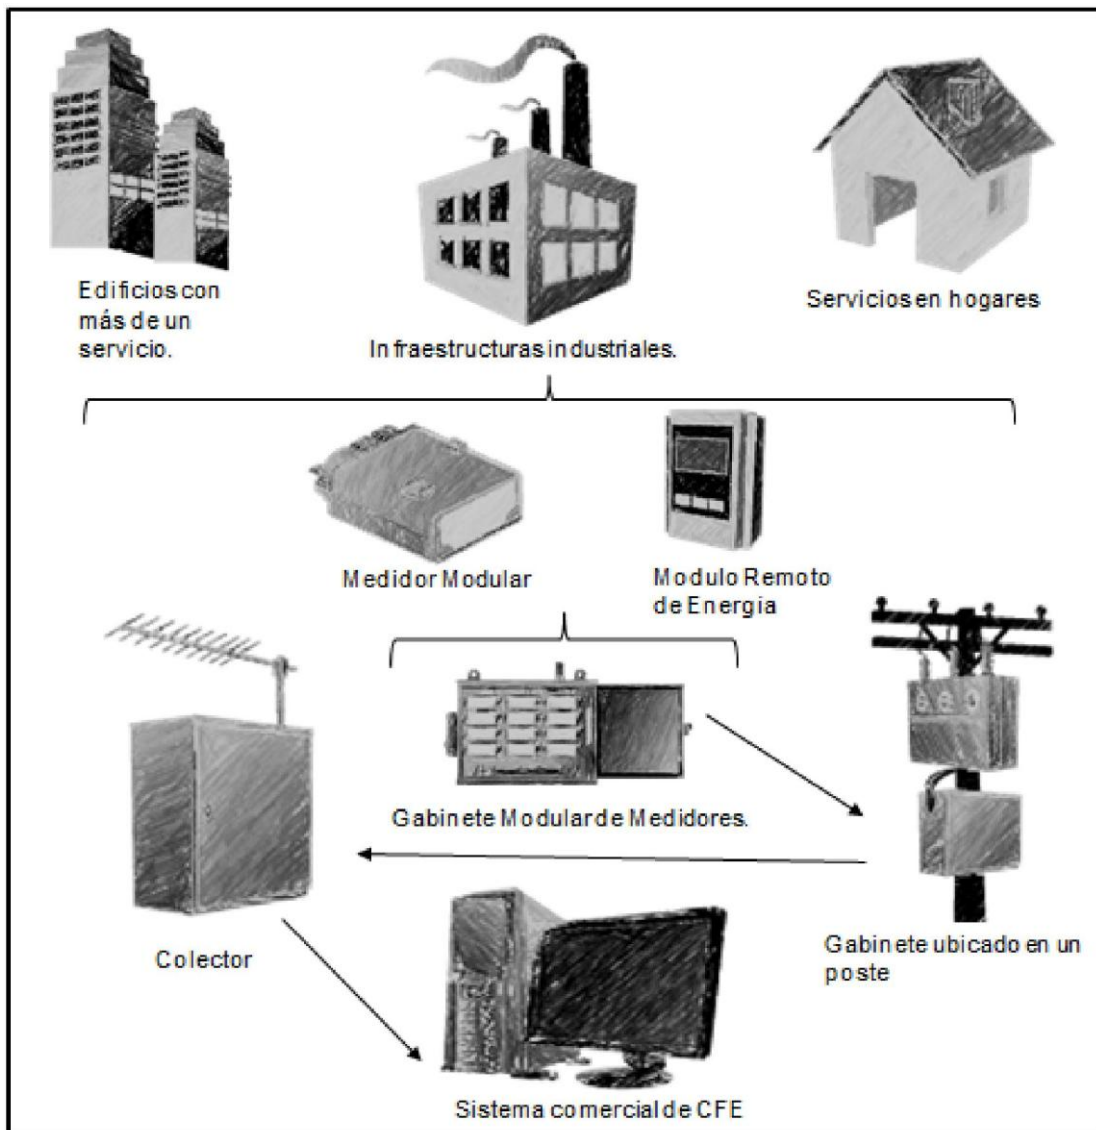 Edificios con
más de un
servicio.
Infraestructuras industriales.
Servicios en hogares
Medidor Modular
Modulo Remoto
de Energia
Gabinete Modular de Medidores.
Colector
Gabinete ubicado en un
poste
Sistema comercial de CFE